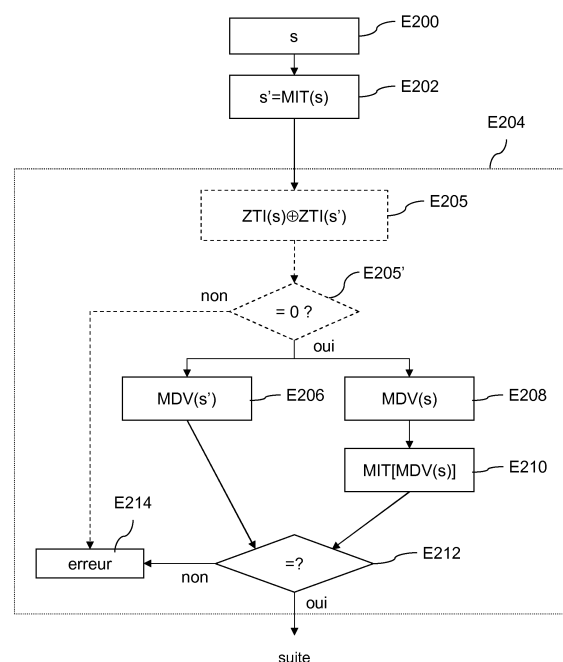 s
E200
s'=MIT(s)
E202
E204
ZTI(s)⊕ZTI(s')
E205
non
= 0 ?
E205'
oui
MDV(s')
E206
MDV(s)
E208
MIT[MDV(s)]
E210
E214
erreur
non
=?
E212
oui
suite